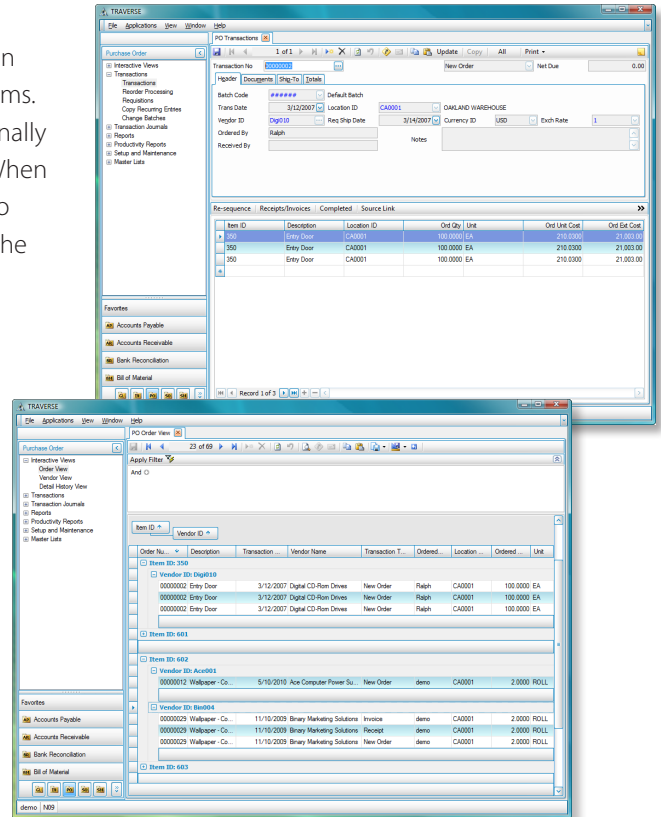 n
ms.
mally
When
o
he
TRAVERSE
File Applications View Window Help
PO Transactions
Purchase Order
1 of 1 Update Copy All Print
Interactive Views
Transactions
Transactions
Reorder Processing
Requisitions
Copy Recurring Entries
Change Batches
Transaction Journals
Reports
Productivity Reports
Setup and Maintenance
Master Lists
Transaction No 00000002 New Order Net Due 0.00
Header Documents Ship-To Totals
Batch Code ###### Default Batch
Trans Date 3/12/2007 Location ID CA0001 OAKLAND WAREHOUSE
Vendor ID Digi010 Req Ship Date 3/14/2007 Currency ID USD Exch Rate 1
Ordered By Ralph Notes
Received By
Re-sequence Receipts/Invoices Completed Source Link
Item ID Description Location ID Ord Qty Unit Ord Unit Cost Ord Ext Cost
350 Entry Door CA0001 100.0000 EA 210.0300 21,003.00
350 Entry Door CA0001 100.0000 EA 210.0300 21,003.00
350 Entry Door CA0001 100.0000 EA 210.0300 21,003.00
Record 1 of 3
Favorites
Accounts Payable
Accounts Receivable
Bank Reconciliation
Bill of Material
TRAVERSE
File Applications View Window Help
PO Order View
Purchase Order
23 of 69
Interactive Views
Order View
Vendor View
Detail History View
Transactions
Transaction Journals
Reports
Productivity Reports
Setup and Maintenance
Master Lists
Apply Filter
And
Item ID
Vendor ID
Order Nu... Description Transaction ... Vendor Name Transaction T... Ordered... Location ... Ordered ... Unit
Item ID: 350
Vendor ID: Digi010
00000002 Entry Door 3/12/2007 Digital CD-Rom Drives New Order Ralph CA0001 100.0000 EA
00000002 Entry Door 3/12/2007 Digital CD-Rom Drives New Order Ralph CA0001 100.0000 EA
00000002 Entry Door 3/12/2007 Digital CD-Rom Drives New Order Ralph CA0001 100.0000 EA
Item ID: 601
Item ID: 602
Vendor ID: Ace001
00000012 Wallpaper - Co... 5/10/2010 Ace Computer Power Su... New Order demo CA0001 2.0000 ROLL
Vendor ID: Bin004
00000029 Wallpaper - Co... 11/10/2009 Binary Marketing Solutions Invoice demo CA0001 2.0000 ROLL
00000029 Wallpaper - Co... 11/10/2009 Binary Marketing Solutions Receipt demo CA0001 2.0000 ROLL
00000029 Wallpaper - Co... 11/10/2009 Binary Marketing Solutions New Order demo CA0001 2.0000 ROLL
Item ID: 603
Favorites
Accounts Payable
Accounts Receivable
Bank Reconciliation
Bill of Material
demo N09